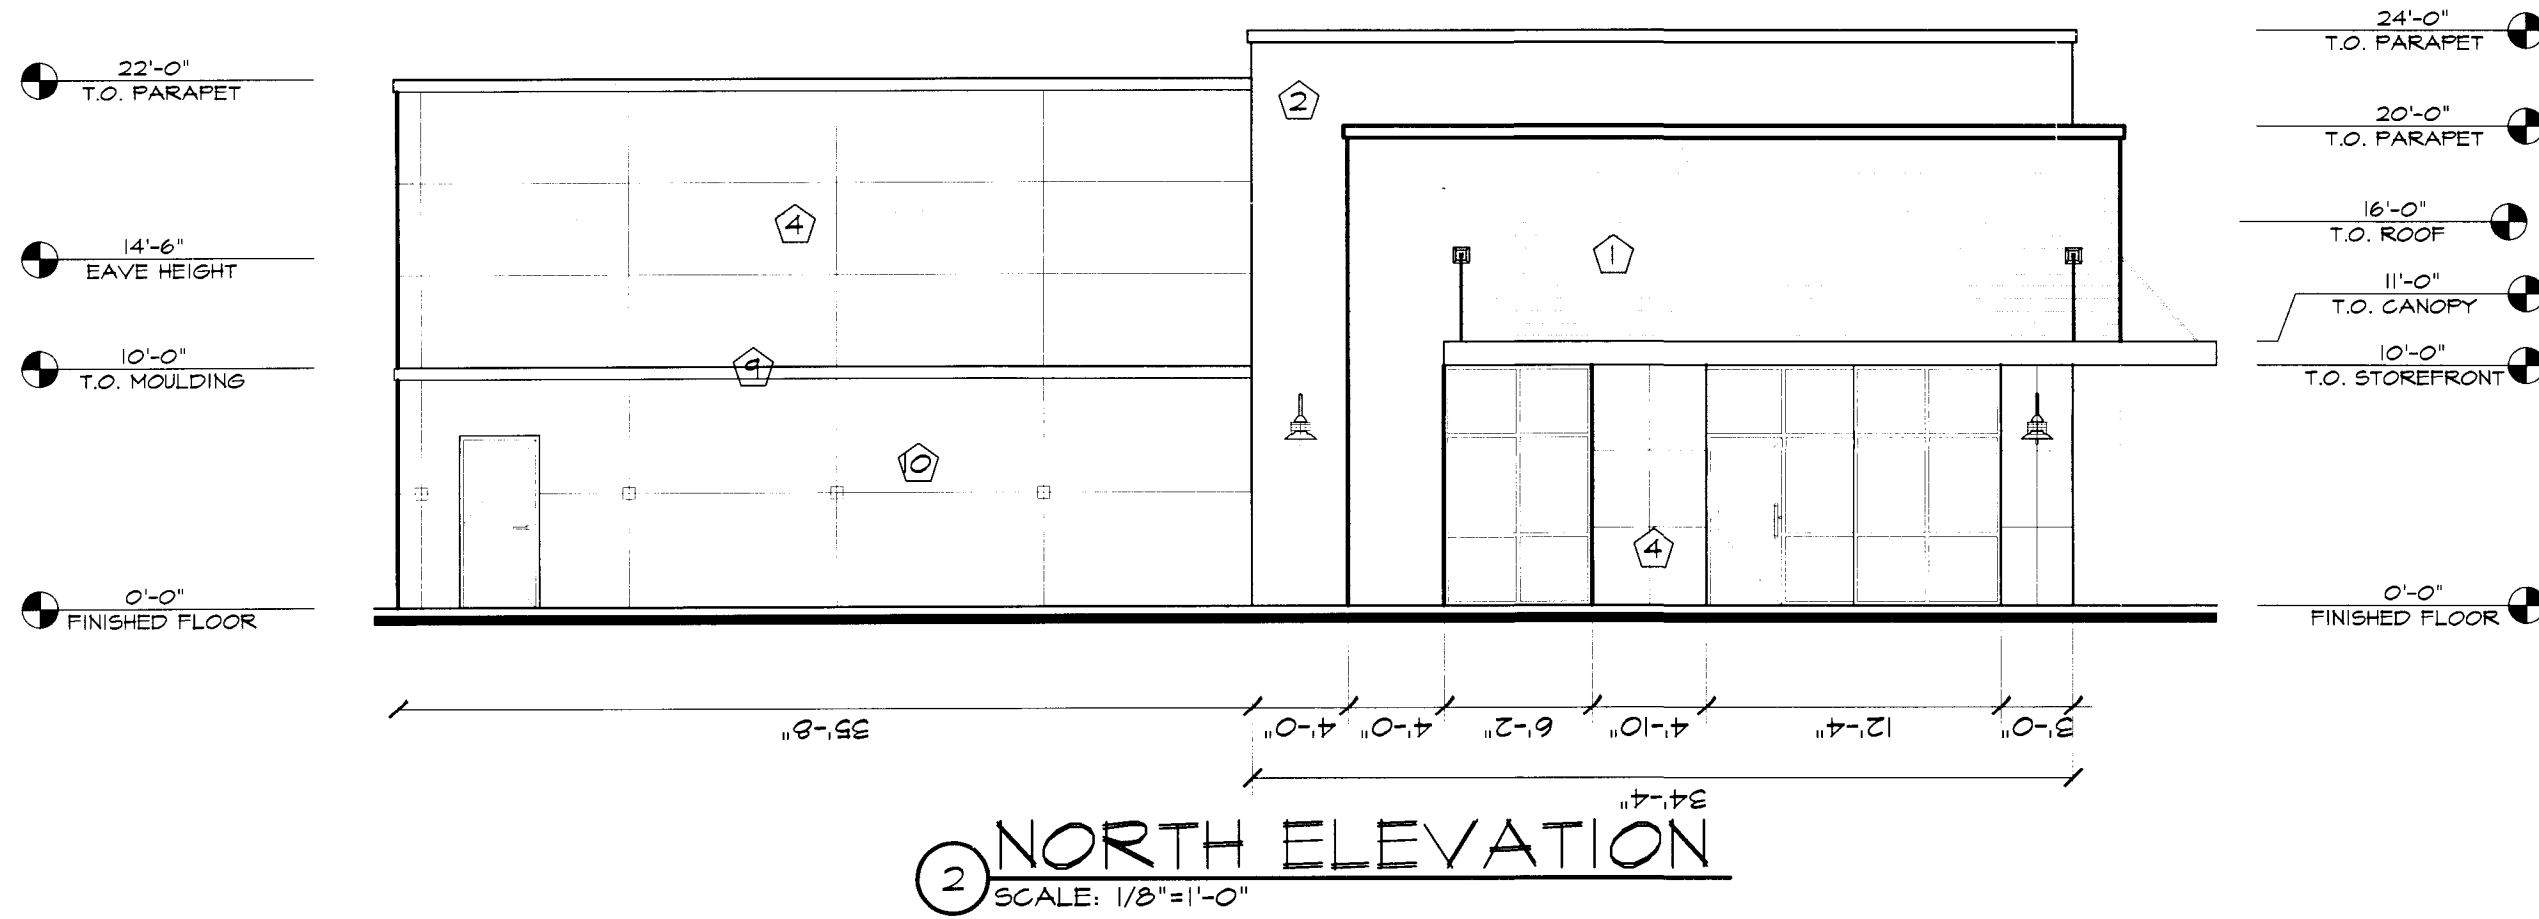 22'-0"
T.O. PARAPET
14'-6"
EAVE HEIGHT
10'-0"
T.O. MOULDING
0'-0"
FINISHED FLOOR
2
4
1
9
10
4
24'-0"
T.O. PARAPET
20'-0"
T.O. PARAPET
16'-0"
T.O. ROOF
11'-0"
T.O. CANOPY
10'-0"
T.O. STOREFRONT
0'-0"
FINISHED FLOOR
35'-8"
4'-0"
4'-0"
6'-2"
4'-10"
12'-4"
3'-0"
34'-4"
2
NORTH ELEVATION
SCALE: 1/8"=1'-0"